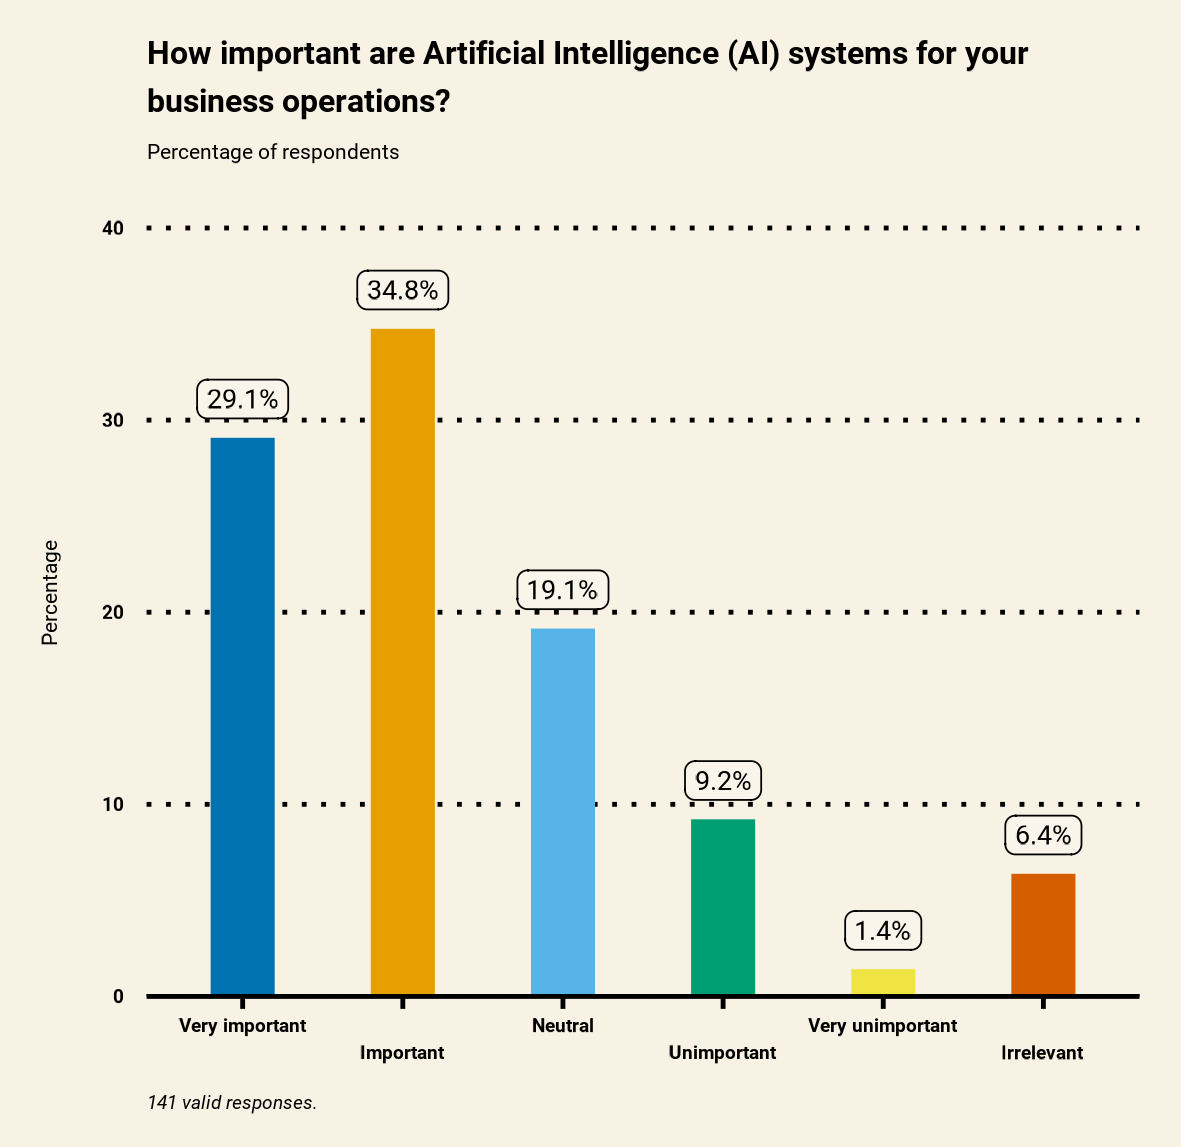 How important are Artificial Intelligence (AI) systems for your
business operations?
Percentage of respondents
40
34.8%
29.1%
30
Percentage
19.1%
20
9.2%
10
6.4%
1.4%
0
Very important
Neutral
Very unimportant
Important
Unimportant
Irrelevant
141 valid responses.